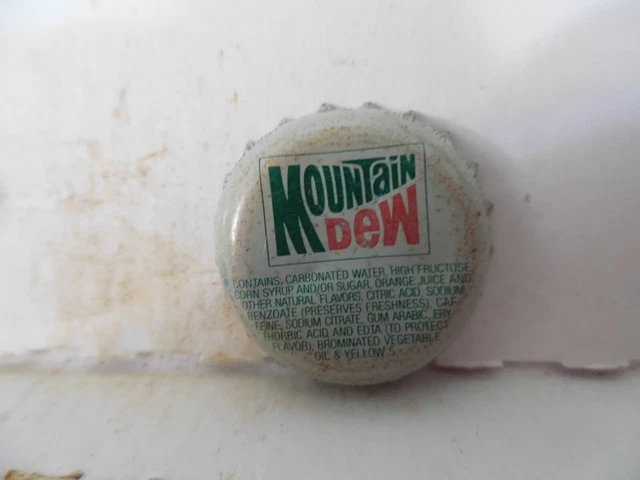 MOUNTaiN
DeW
CONTAINS: CARBONATED WATER, HIGH FRUCTOSE
CORN SYRUP AND/OR SUGAR, ORANGE JUICE AND
OTHER NATURAL FLAVORS, CITRIC ACID, SODIUM
BENZOATE (PRESERVES FRESHNESS), CAF-
FEINE, SODIUM CITRATE, GUM ARABIC, ERY-
THORBIC ACID AND EDTA (TO PROTECT
FLAVOR), BROMINATED VEGETABLE
OIL & YELLOW 5